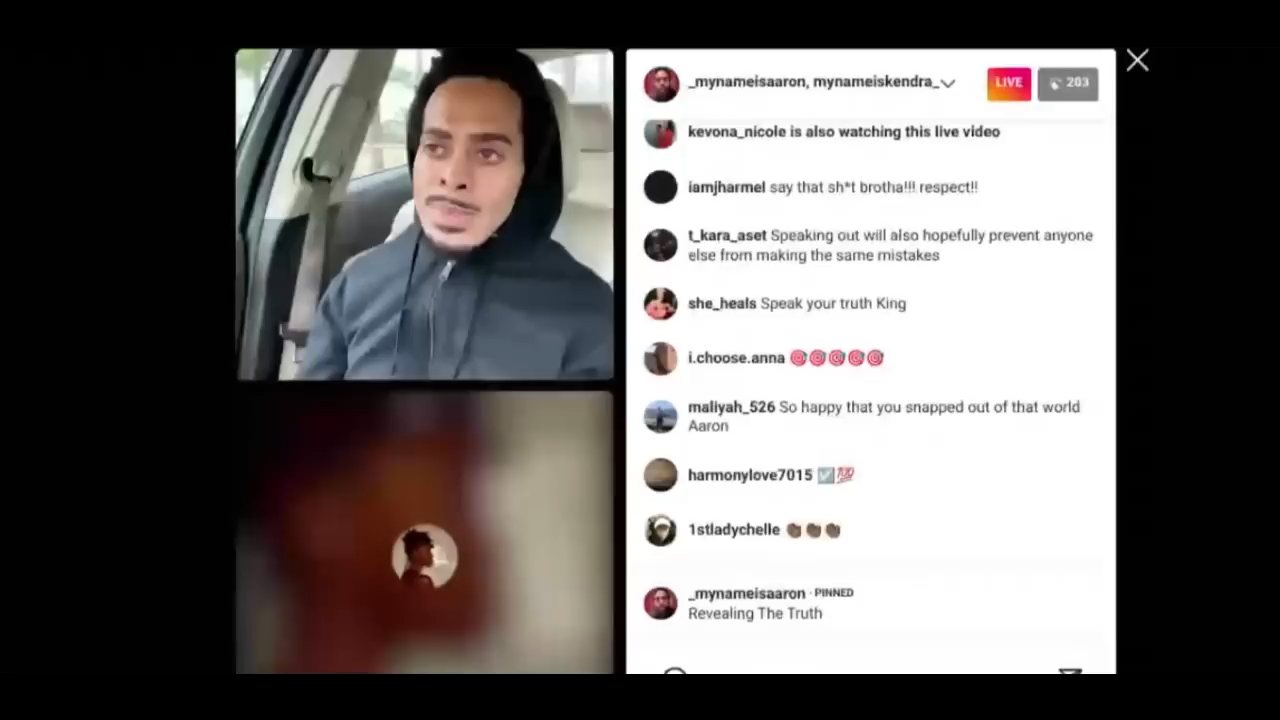 _mynameisaaron, mynameiskendra_
LIVE
203
kevona_nicole is also watching this live video
iamjharmel say that sh*t brotha!!! respect!!
t_kara_aset Speaking out will also hopefully prevent anyone
else from making the same mistakes
she_heals Speak your truth King
i.choose.anna 🎯🎯🎯🎯🎯
maliyah_526 So happy that you snapped out of that world
Aaron
harmonylove7015 ☑️💯
1stladychelle 👏🏾👏🏾👏🏾
_mynameisaaron · PINNED
Revealing The Truth